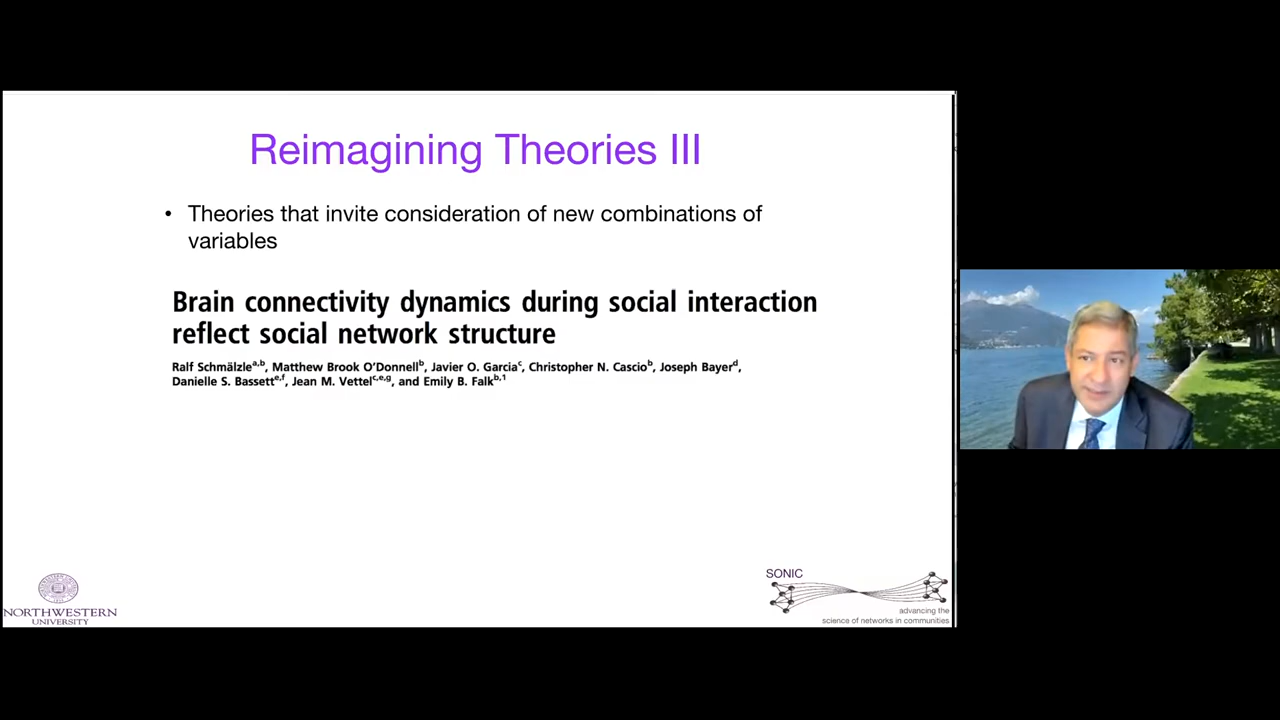 Reimagining Theories III
• Theories that invite consideration of new combinations of
variables
Brain connectivity dynamics during social interaction
reflect social network structure
Ralf Schmälzle^a,b, Matthew Brook O'Donnell^b, Javier O. Garcia^c, Christopher N. Cascio^b, Joseph Bayer^d,
Danielle S. Bassett^e,f, Jean M. Vettel^c,e,g, and Emily B. Falk^b,1
NORTHWESTERN
UNIVERSITY
SONIC
advancing the
science of networks in communities